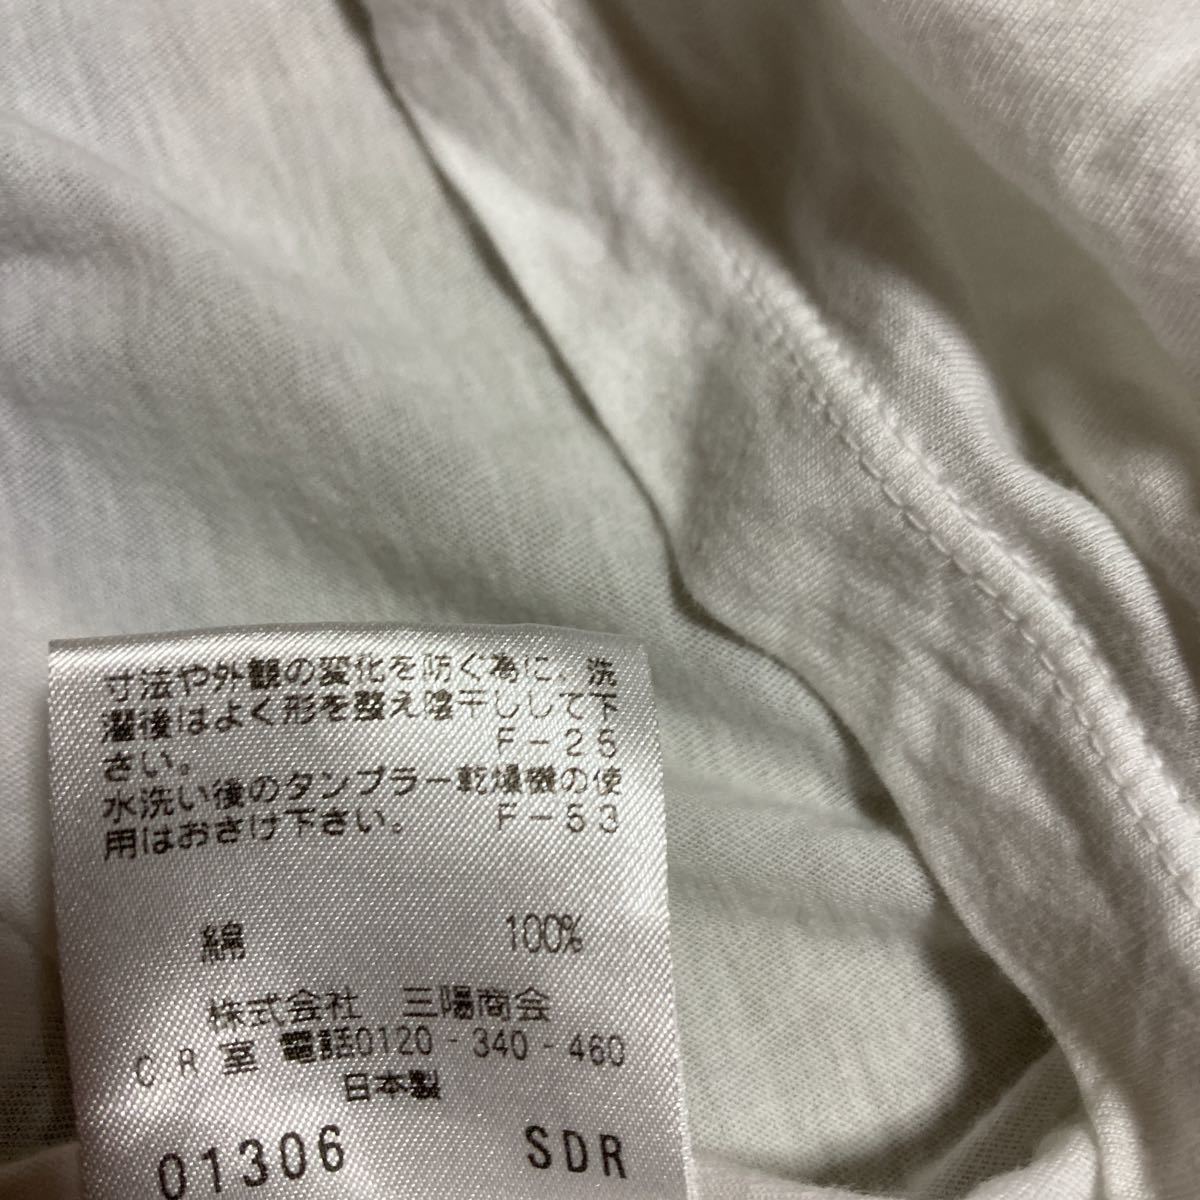 寸法や外観の変化を防ぐ為に、洗
濯後はよく形を整え陰干しして下
さい。 F-25
水洗い後のタンブラー乾燥機の使
用はおさけ下さい。 F-53
綿 100%
株式会社 三陽商会
CR室 電話0120-340-460
日本製
01306 SDR